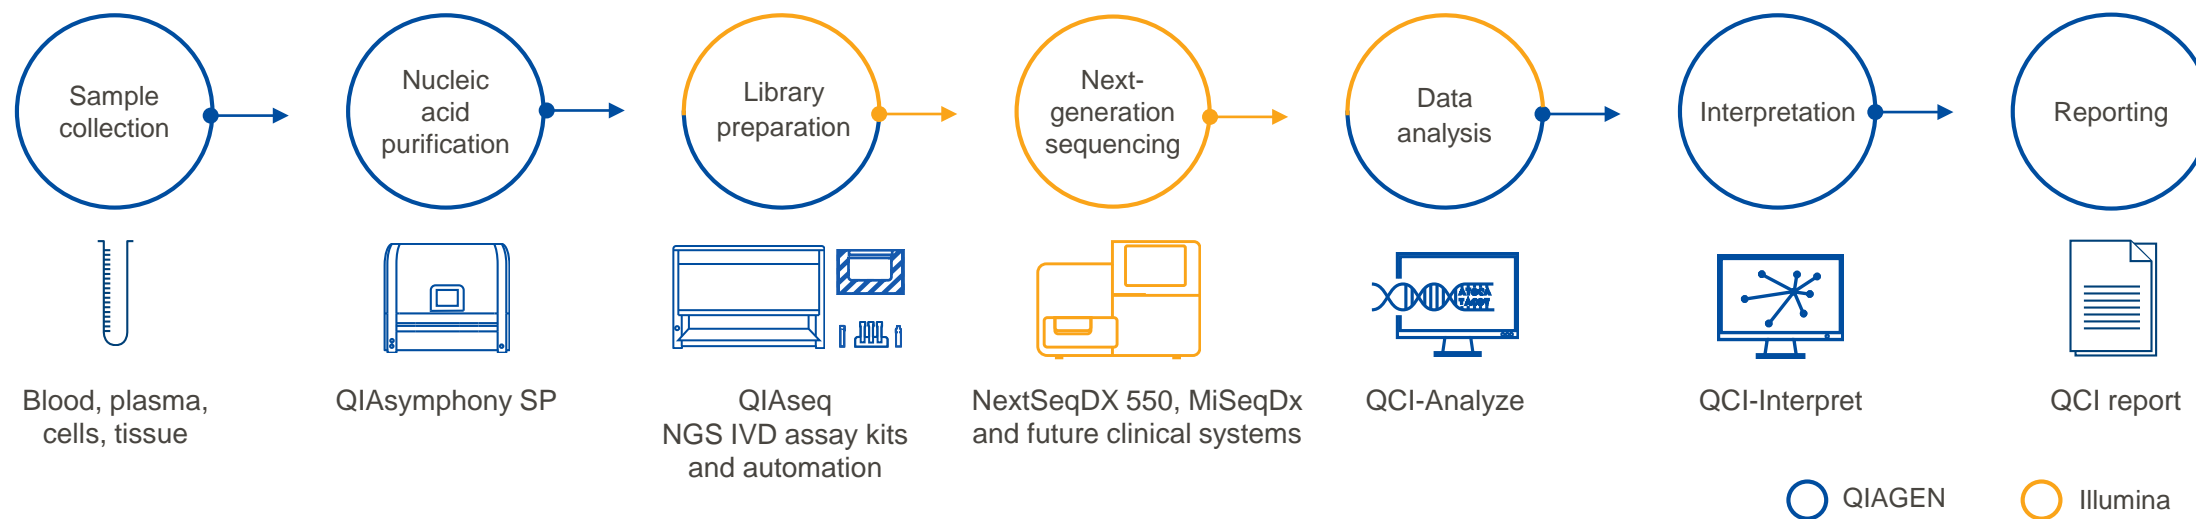 Sample
collection
Nucleic
acid
purification
Library
preparation
Next-
generation
sequencing
Data
analysis
Interpretation
Reporting
ATGCA
TACGT
Blood, plasma,
cells, tissue
QIAsymphony SP
QIAseq
NGS IVD assay kits
and automation
NextSeqDX 550, MiSeqDx
and future clinical systems
QCI-Analyze
QCI-Interpret
QCI report
QIAGEN
Illumina